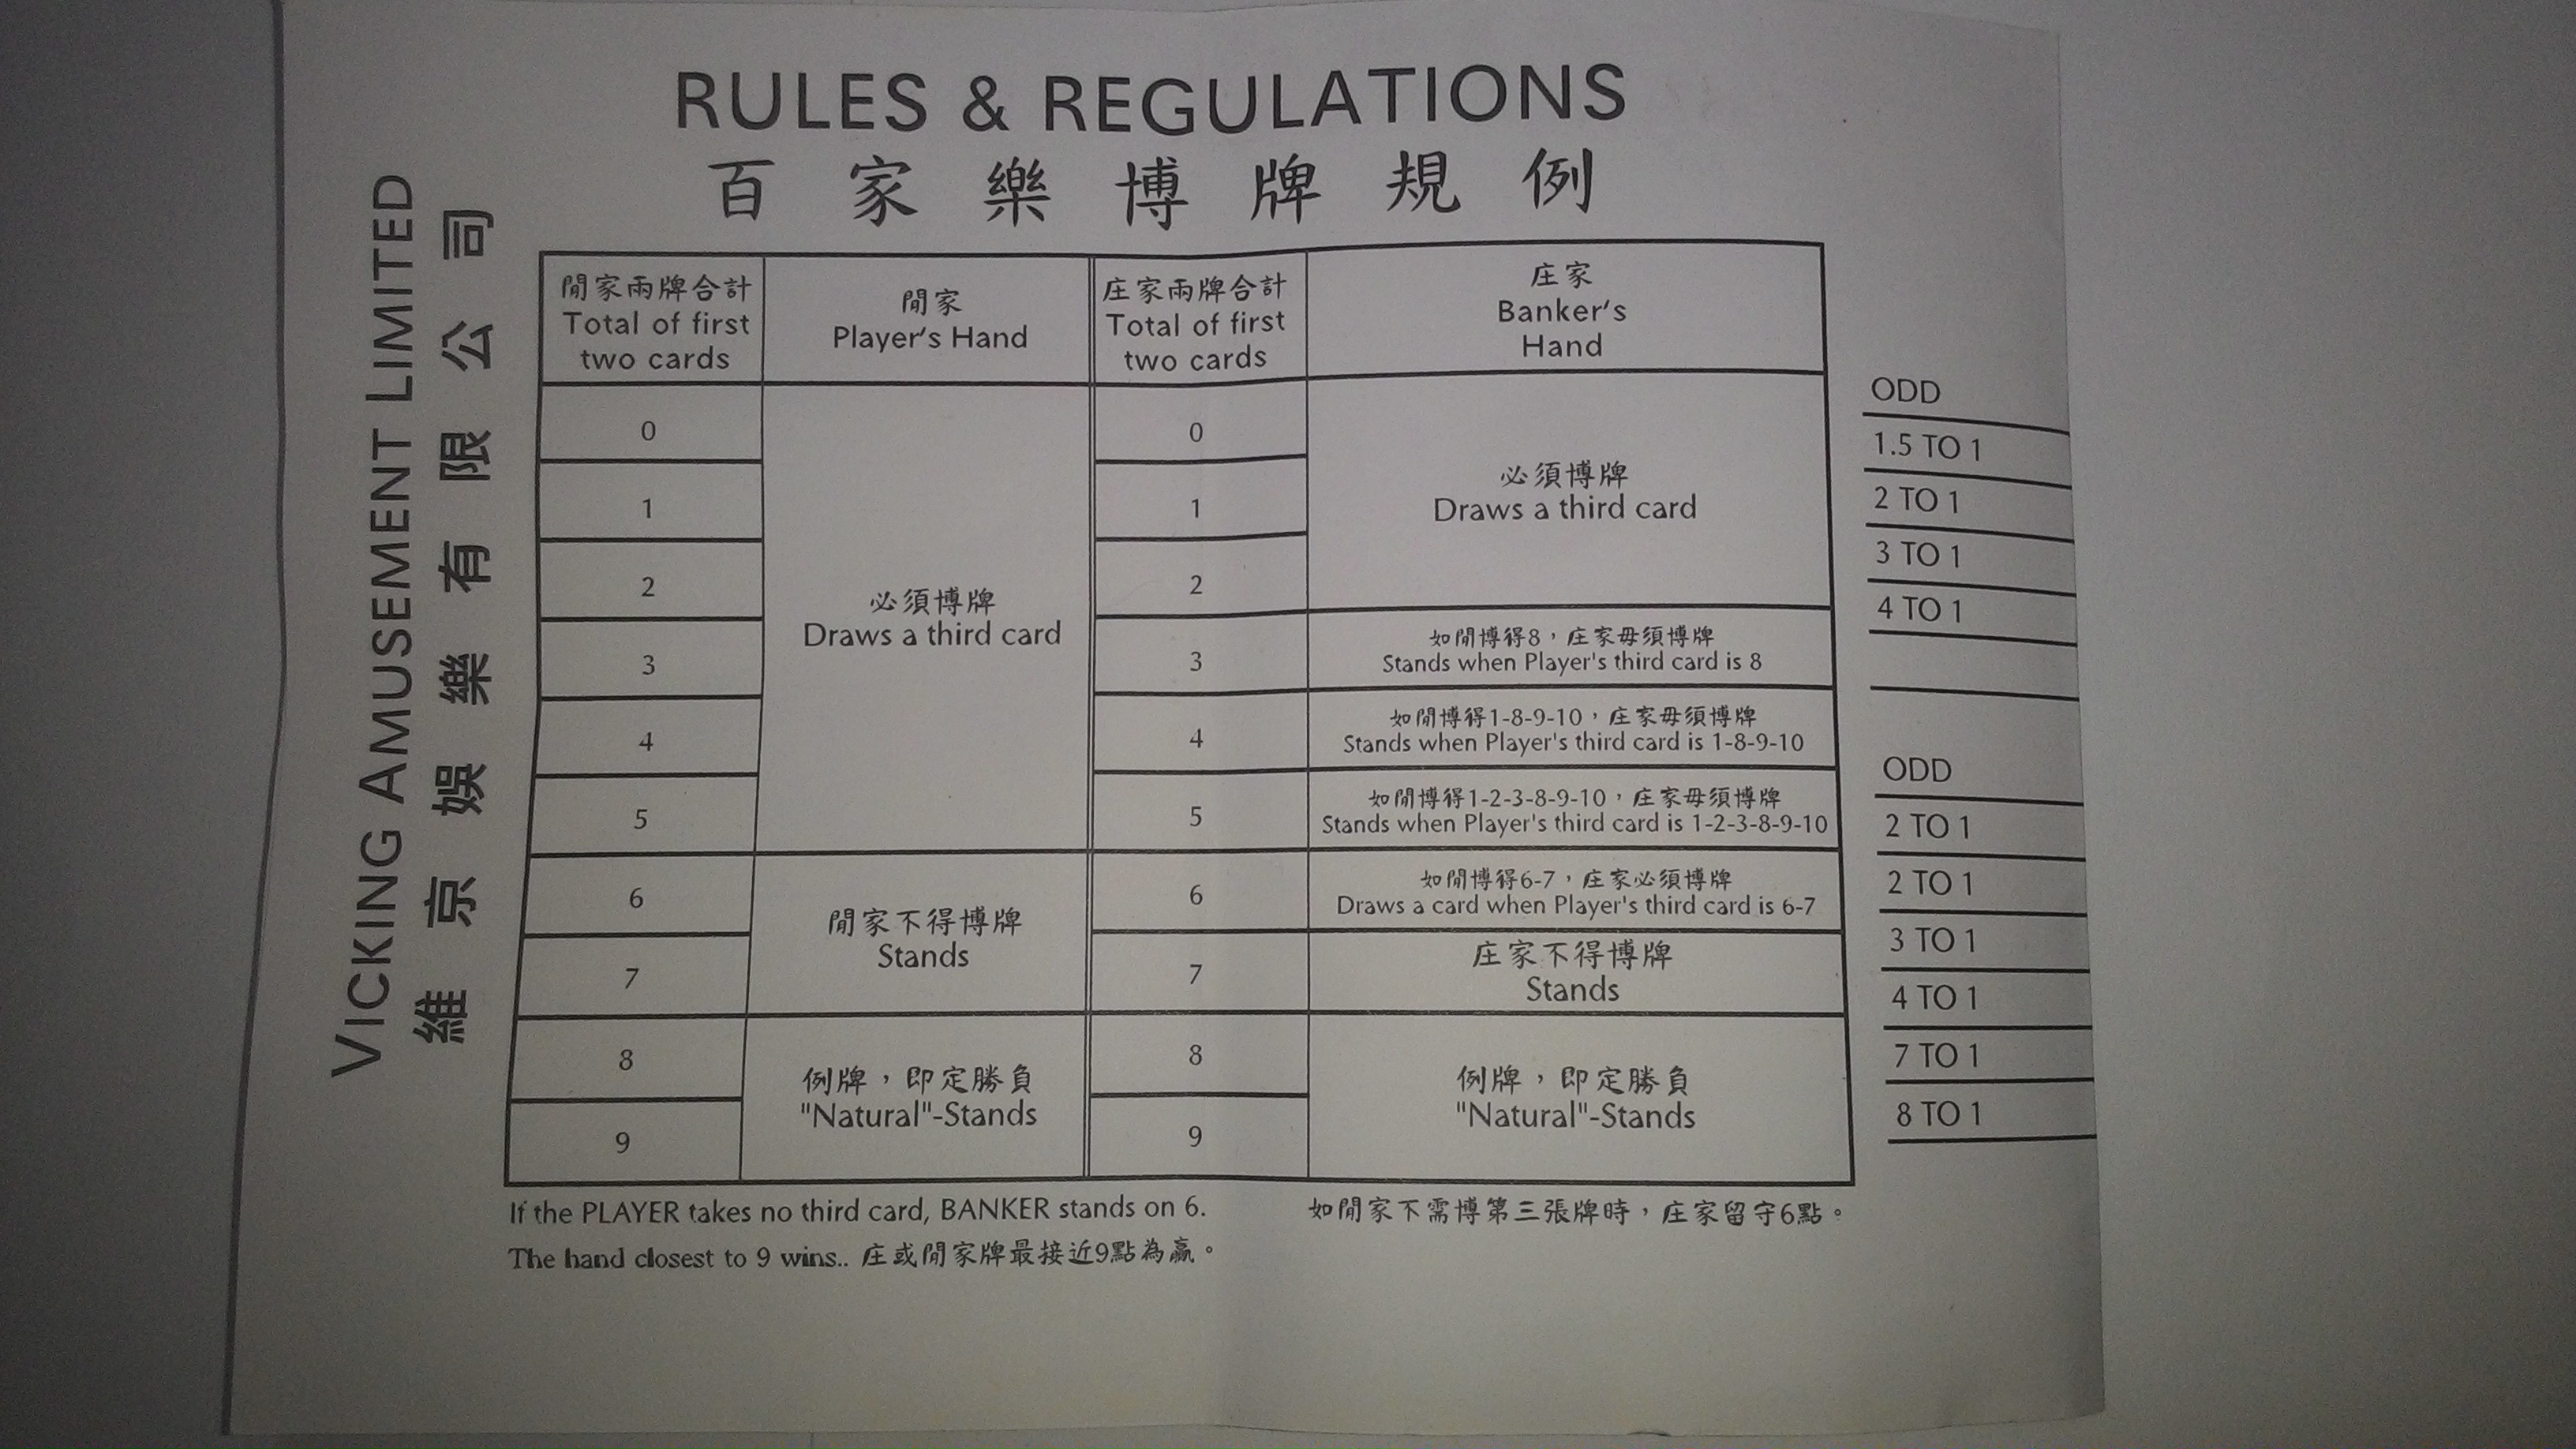 RULES & REGULATIONS
百家樂博牌規例
VICKING AMUSEMENT LIMITED
維京娛樂有限公司
閒家兩牌合計
Total of first
two cards
閒家
Player's Hand
庄家兩牌合計
Total of first
two cards
庄家
Banker's
Hand
0
1
2
3
4
5
6
7
8
9
必須博牌
Draws a third card
閒家不得博牌
Stands
例牌，即定勝負
"Natural"-Stands
0
1
2
3
4
5
6
7
8
9
必須博牌
Draws a third card
如閒博得8，庄家毋須博牌
Stands when Player's third card is 8
如閒博得1-8-9-10，庄家毋須博牌
Stands when Player's third card is 1-8-9-10
如閒博得1-2-3-8-9-10，庄家毋須博牌
Stands when Player's third card is 1-2-3-8-9-10
如閒博得6-7，庄家必須博牌
Draws a card when Player's third card is 6-7
庄家不得博牌
Stands
例牌，即定勝負
"Natural"-Stands
If the PLAYER takes no third card, BANKER stands on 6.
如閒家不需博第三張牌時，庄家留守6點。
The hand closest to 9 wins.. 庄或閒家牌最接近9點為贏。
ODD
1.5 TO 1
2 TO 1
3 TO 1
4 TO 1
ODD
2 TO 1
2 TO 1
3 TO 1
4 TO 1
7 TO 1
8 TO 1